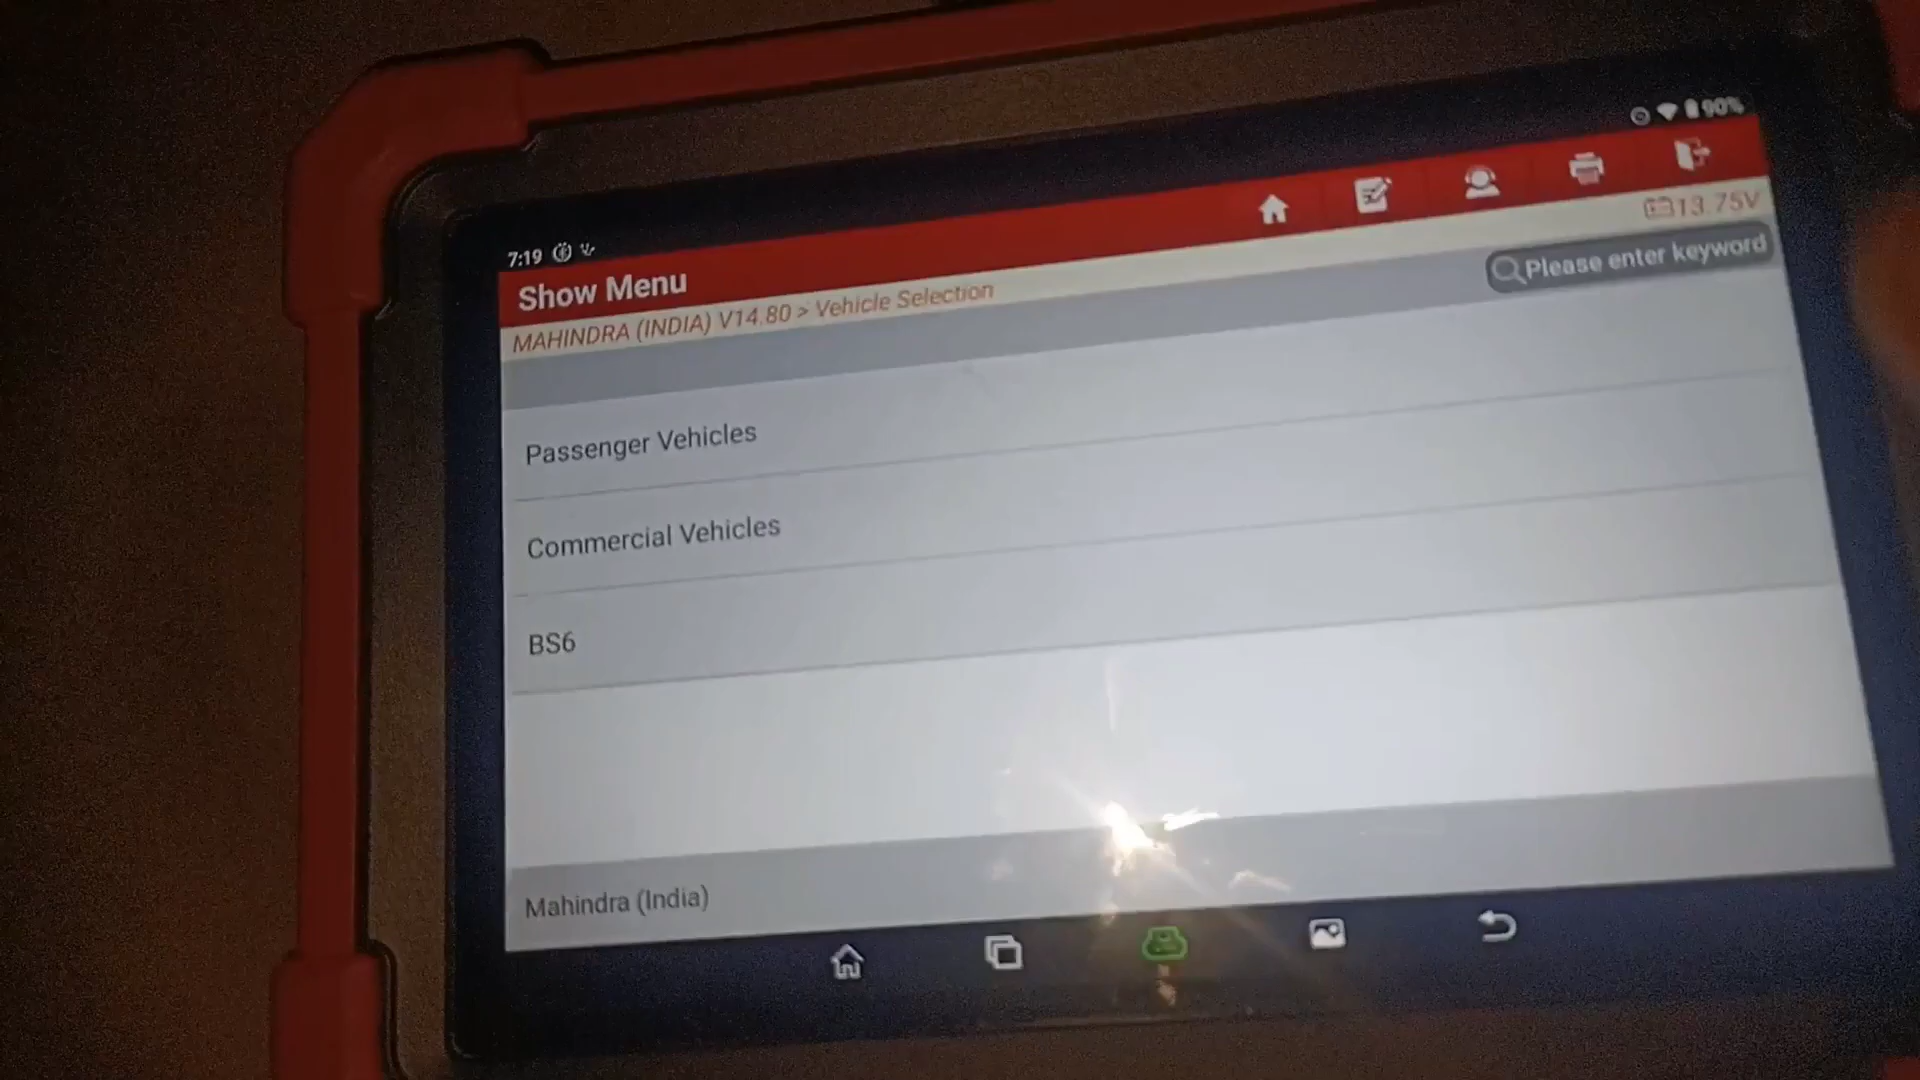 7:19
90%
Show Menu
13.75V
MAHINDRA (INDIA) V14.80 > Vehicle Selection
Please enter keyword
Passenger Vehicles
Commercial Vehicles
BS6
Mahindra (India)